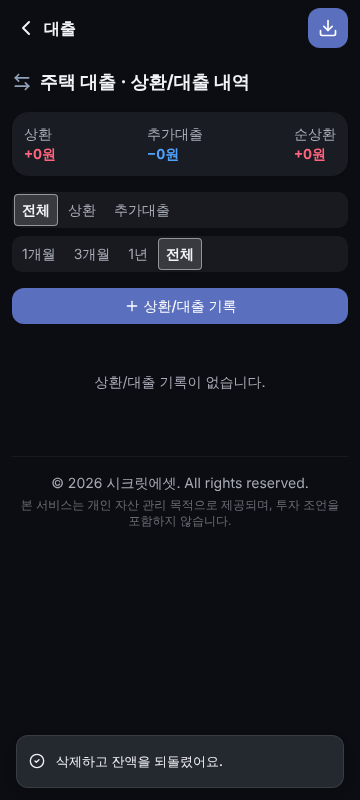 대출
주택 대출 · 상환/대출 내역
상환 추가대출 순상환
+0원 −0원 +0원
전체 상환 추가대출
1개월 3개월 1년 전체
+ 상환/대출 기록
상환/대출 기록이 없습니다.
© 2026 시크릿에셋. All rights reserved.
본 서비스는 개인 자산 관리 목적으로 제공되며, 투자 조언을
포함하지 않습니다.
삭제하고 잔액을 되돌렸어요.